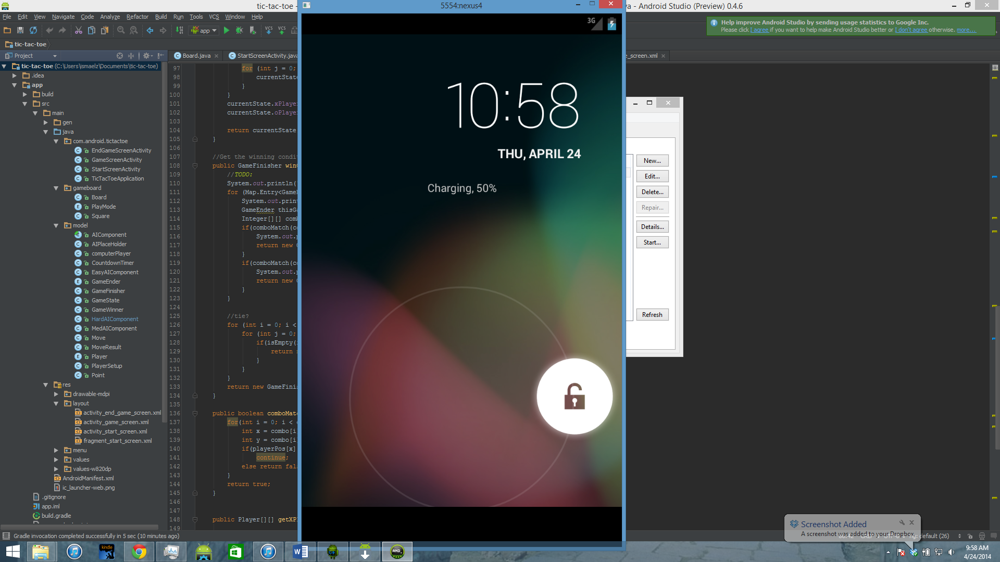 tic-tac-toe -
5554:nexus4
va - Android Studio (Preview) 0.4.6
File Edit View Navigate Code Analyze Refactor Build Run Tools VCS Window Help
app
VCS VCS
Help improve Android Studio by sending usage statistics to Google Inc.
Please click I agree if you want to help make Android Studio better or I don't agree otherwise. more...
tic-tac-toe
Project
Board.java
StartScreenActivity.java
e_screen.xml
tic-tac-toe (C:\Users\ismaelz\Documents\tic-tac-toe)
.idea
app
build
src
main
gen
java
com.android.tictactoe
EndGameScreenActivity
GameScreenActivity
StartScreenActivity
TicTacToeApplication
gameboard
Board
PlayMode
Square
model
AIComponent
AIPlaceHolder
computerPlayer
CountdownTimer
EasyAIComponent
GameEnder
GameFinisher
GameState
GameWinner
HardAIComponent
MedAIComponent
Move
MoveResult
Player
PlayerSetup
Point
res
drawable-mdpi
layout
activity_end_game_screen.xml
activity_game_screen.xml
activity_start_screen.xml
fragment_start_screen.xml
menu
values
values-w820dp
AndroidManifest.xml
ic_launcher-web.png
.gitignore
app.iml
build.gradle
97 for (int j = 0;
98 currentState
99 }
100 }
101 currentState.xPlayer
102 currentState.oPlayer
103
104 return currentState
105 }
106
107 //Get the winning condi
108 public GameFinisher win
109 //TODO:
110 System.out.println(
111 for (Map.Entry<Game
112 System.out.prin
113 GameEnder thisG
114 Integer[][] com
115 if(comboMatch(c
116 System.out.
117 return new
118 }
119 if(comboMatch(c
120 System.out.
121 return new
122 }
123 }
124
125 //tie?
126 for (int i = 0; i <
127 for (int j = 0;
128 if(isEmpty(
129 return
130 }
131 }
132 }
133 return new GameFini
134 }
135
136 public boolean comboMat
137 for(int i = 0; i <
138 int x = combo[i
139 int y = combo[i
140 if(playerPos[x]
141 continue;
142 else return fal
143 }
144 return true;
145 }
146
147
148 public Player[][] getXP
149
3G
10:58
THU, APRIL 24
Charging, 50%
New...
Edit...
Delete...
Repair...
Details...
Start...
Refresh
Screenshot Added
A screenshot was added to your Dropbox.
Gradle invocation completed successfully in 5 sec (10 minutes ago)
default (26)
kindle
AND_
9:58 AM
4/24/2014